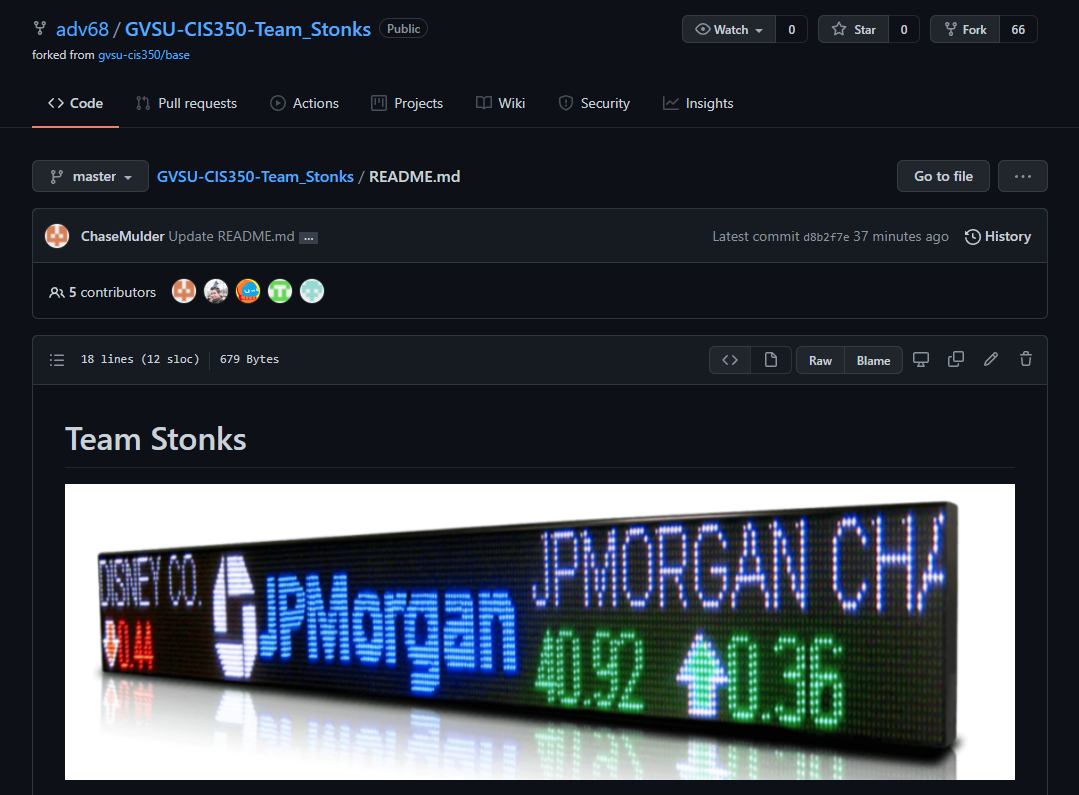 adv68 / GVSU-CIS350-Team_Stonks Public
Watch 0 Star 0 Fork 66
forked from gvsu-cis350/base
Code Pull requests Actions Projects Wiki Security Insights
master GVSU-CIS350-Team_Stonks / README.md Go to file ...
ChaseMulder Update README.md ... Latest commit d8b2f7e 37 minutes ago History
5 contributors
18 lines (12 sloc) 679 Bytes Raw Blame
Team Stonks
DISNEY CO. JPMorgan JPMORGAN CHA
0.44 40.92 0.36